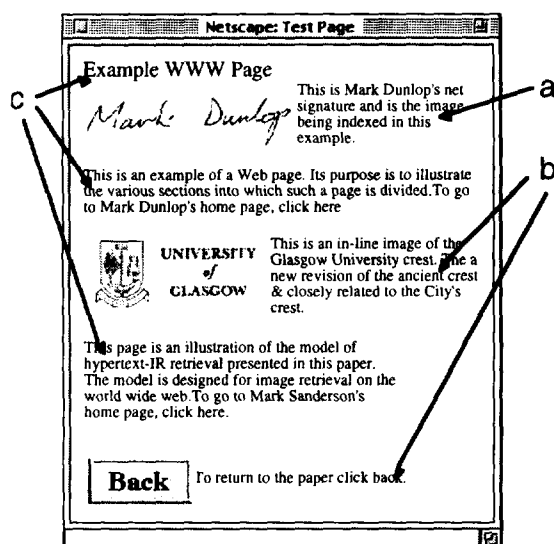 Netscape: Test Page
Example WWW Page
c
a
Mark Dunlop
This is Mark Dunlop's net
signature and is the image
being indexed in this
example.
This is an example of a Web page. Its purpose is to illustrate
the various sections into which such a page is divided.To go
to Mark Dunlop's home page, click here
b
UNIVERSITY
of
GLASGOW
This is an in-line image of the
Glasgow University crest. The a
new revision of the ancient crest
& closely related to the City's
crest.
This page is an illustration of the model of
hypertext-IR retrieval presented in this paper.
The model is designed for image retrieval on the
world wide web.To go to Mark Sanderson's
home page, click here.
Back
To return to the paper click back.